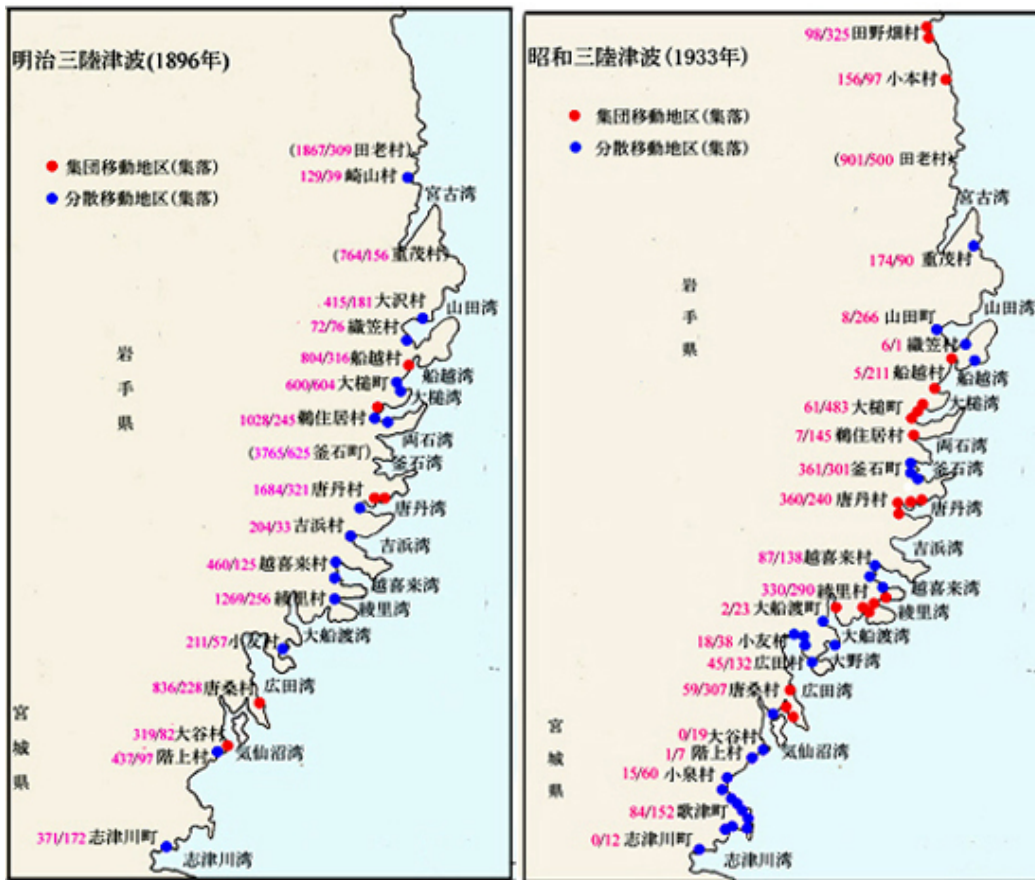 明治三陸津波(1896年)
● 集団移動地区(集落)
● 分散移動地区(集落)
(1867/309 田老村)
129/39 崎山村
宮古湾
(764/156 重茂村)
415/181 大沢村
山田湾
72/76 織笠村
岩手県
804/316 船越村
船越湾
600/604 大槌町
大槌湾
1028/245 鵜住居村
両石湾
(3765/625 釜石町)
釜石湾
1684/321 唐丹村
唐丹湾
204/33 吉浜村
吉浜湾
460/125 越喜来村
越喜来湾
1269/256 綾里村
綾里湾
大船渡湾
211/57 小友村
広田湾
836/228 唐桑村
宮城県
319/82 大谷村
437/97 階上村
気仙沼湾
371/172 志津川町
志津川湾
昭和三陸津波(1933年)
● 集団移動地区(集落)
● 分散移動地区(集落)
98/325 田野畑村
156/97 小本村
(901/500 田老村)
宮古湾
174/90 重茂村
岩手県
山田湾
8/266 山田町
6/1 織笠村
5/211 船越村
船越湾
61/483 大槌町
大槌湾
7/145 鵜住居村
両石湾
361/301 釜石町
釜石湾
360/240 唐丹村
唐丹湾
吉浜湾
87/138 越喜来村
越喜来湾
330/290 綾里村
綾里湾
2/23 大船渡町
大船渡湾
18/38 小友村
45/132 広田村
大野湾
59/307 唐桑村
広田湾
0/19 大谷村
1/7 階上村
気仙沼湾
宮城県
15/60 小泉村
84/152 歌津町
0/12 志津川町
志津川湾